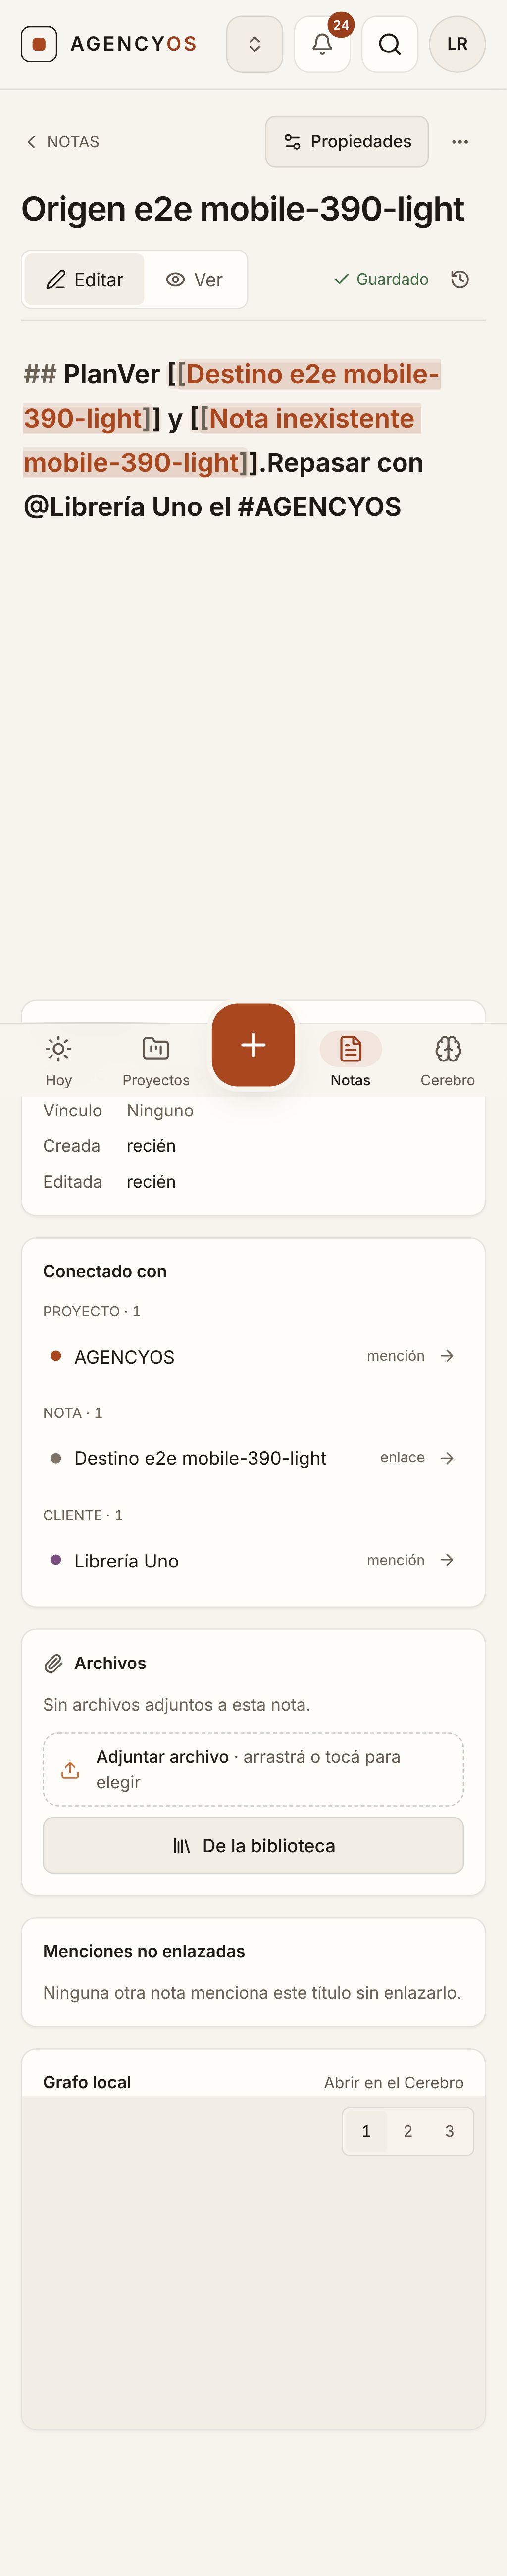 AGENCYOS
24
LR
NOTAS
Propiedades
Origen e2e mobile-390-light
Editar
Ver
Guardado
## PlanVer [[Destino e2e mobile-
390-light]] y [[Nota inexistente
mobile-390-light]].Repasar con
@Librería Uno el #AGENCYOS
Hoy
Proyectos
Notas
Cerebro
Vínculo Ninguno
Creada recién
Editada recién
Conectado con
PROYECTO · 1
AGENCYOS mención
NOTA · 1
Destino e2e mobile-390-light enlace
CLIENTE · 1
Librería Uno mención
Archivos
Sin archivos adjuntos a esta nota.
Adjuntar archivo · arrastrá o tocá para
elegir
De la biblioteca
Menciones no enlazadas
Ninguna otra nota menciona este título sin enlazarlo.
Grafo local Abrir en el Cerebro
1 2 3